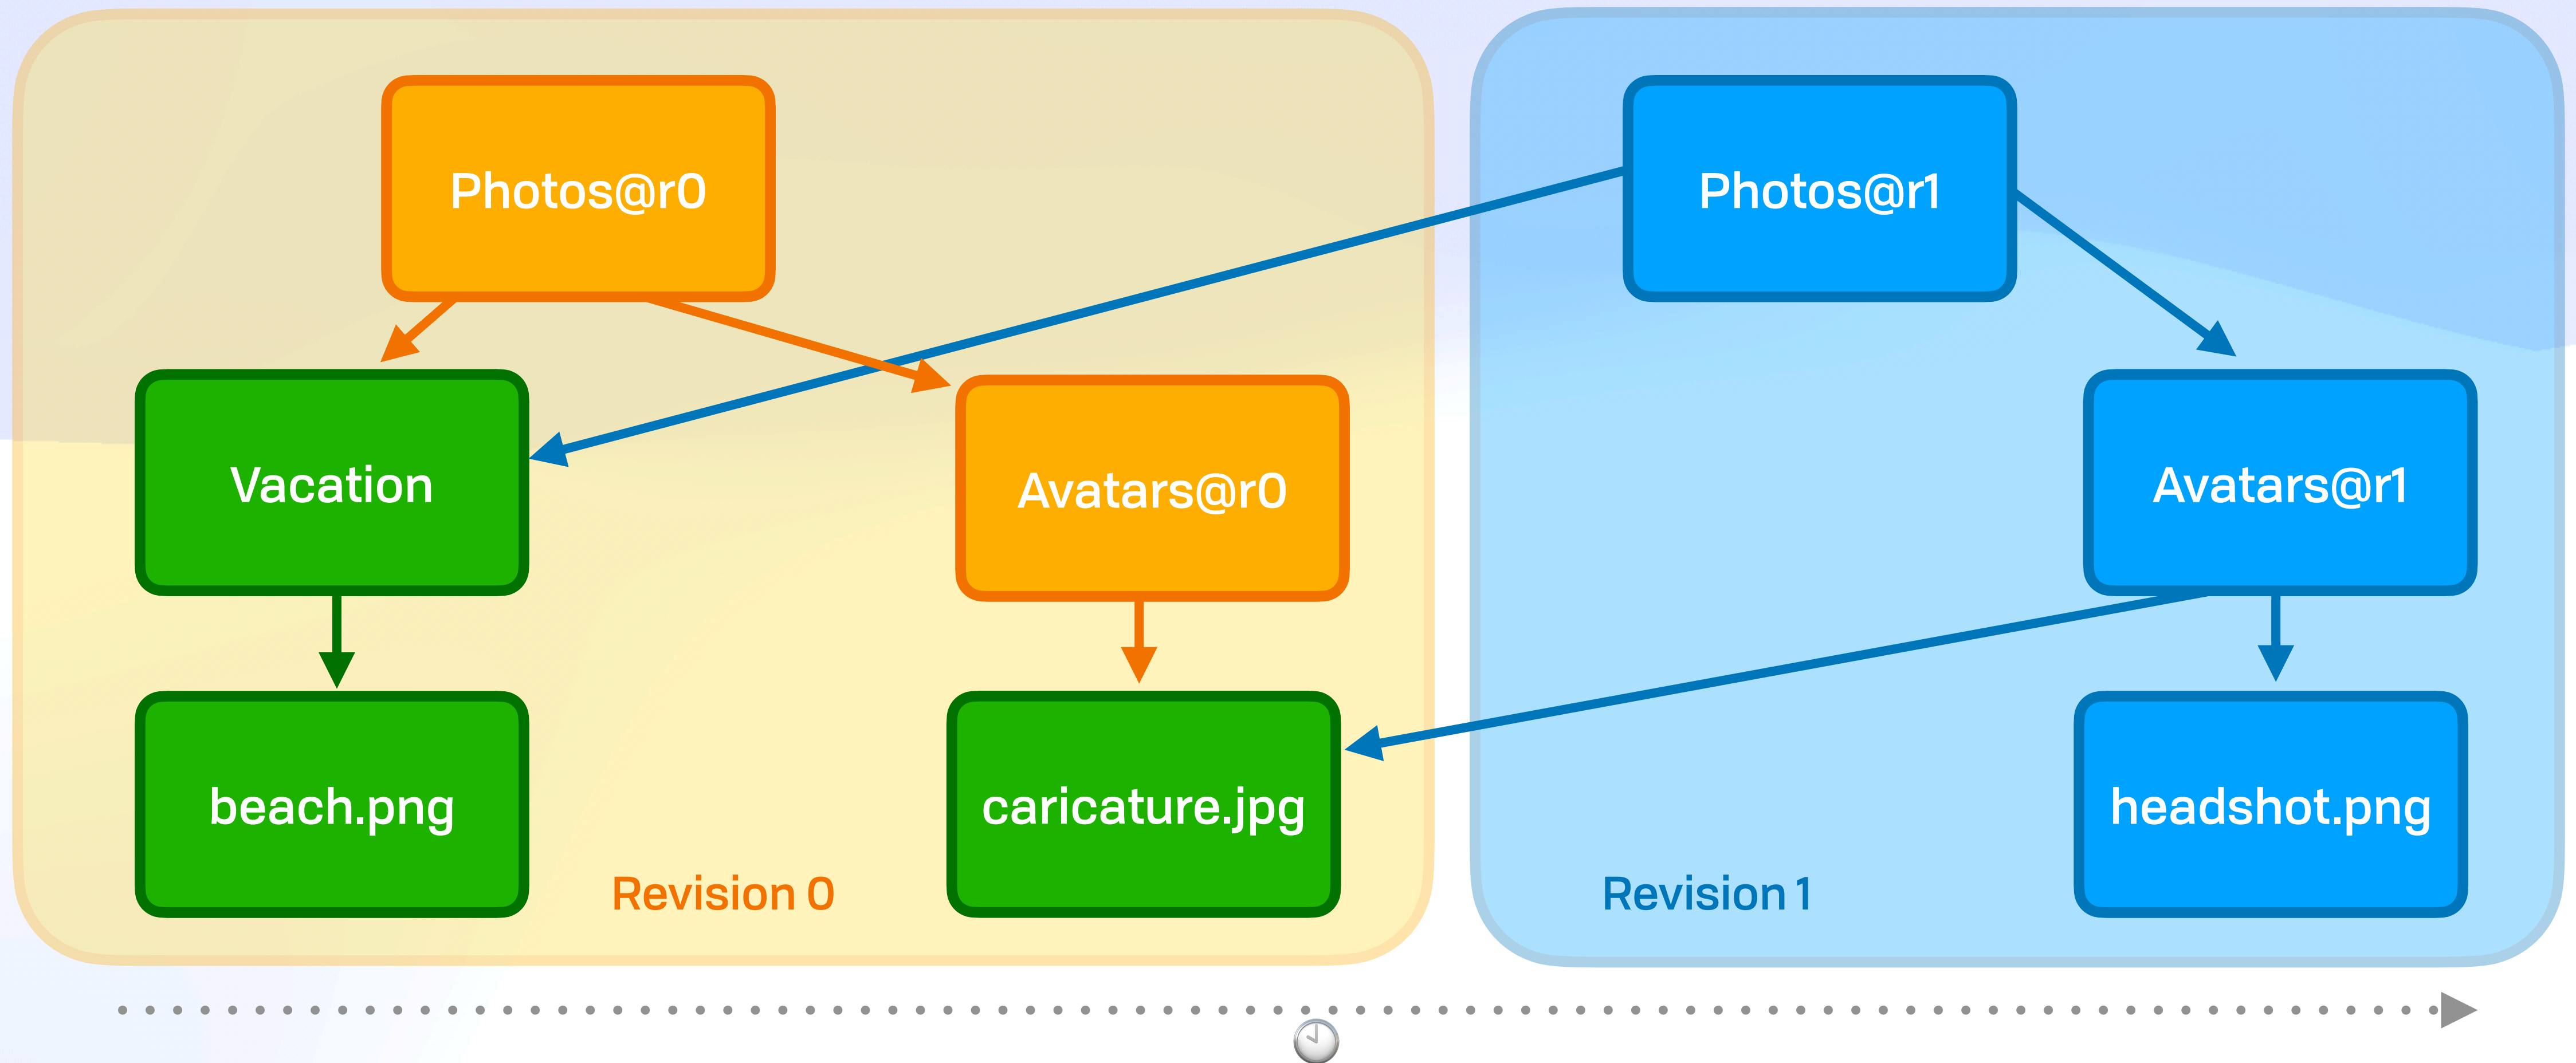 Photos@r0
Photos@r1
Vacation
Avatars@r0
Avatars@r1
beach.png
caricature.jpg
headshot.png
Revision 0
Revision 1